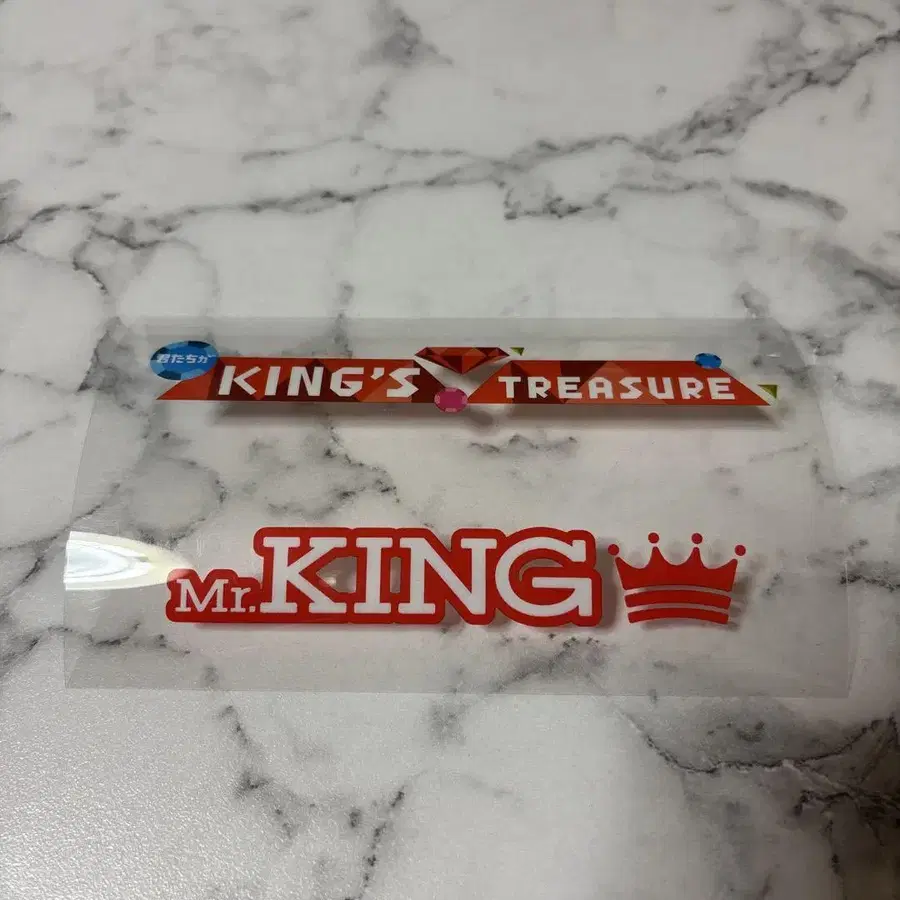 君たちが
KING'S TREASURE
Mr.KING